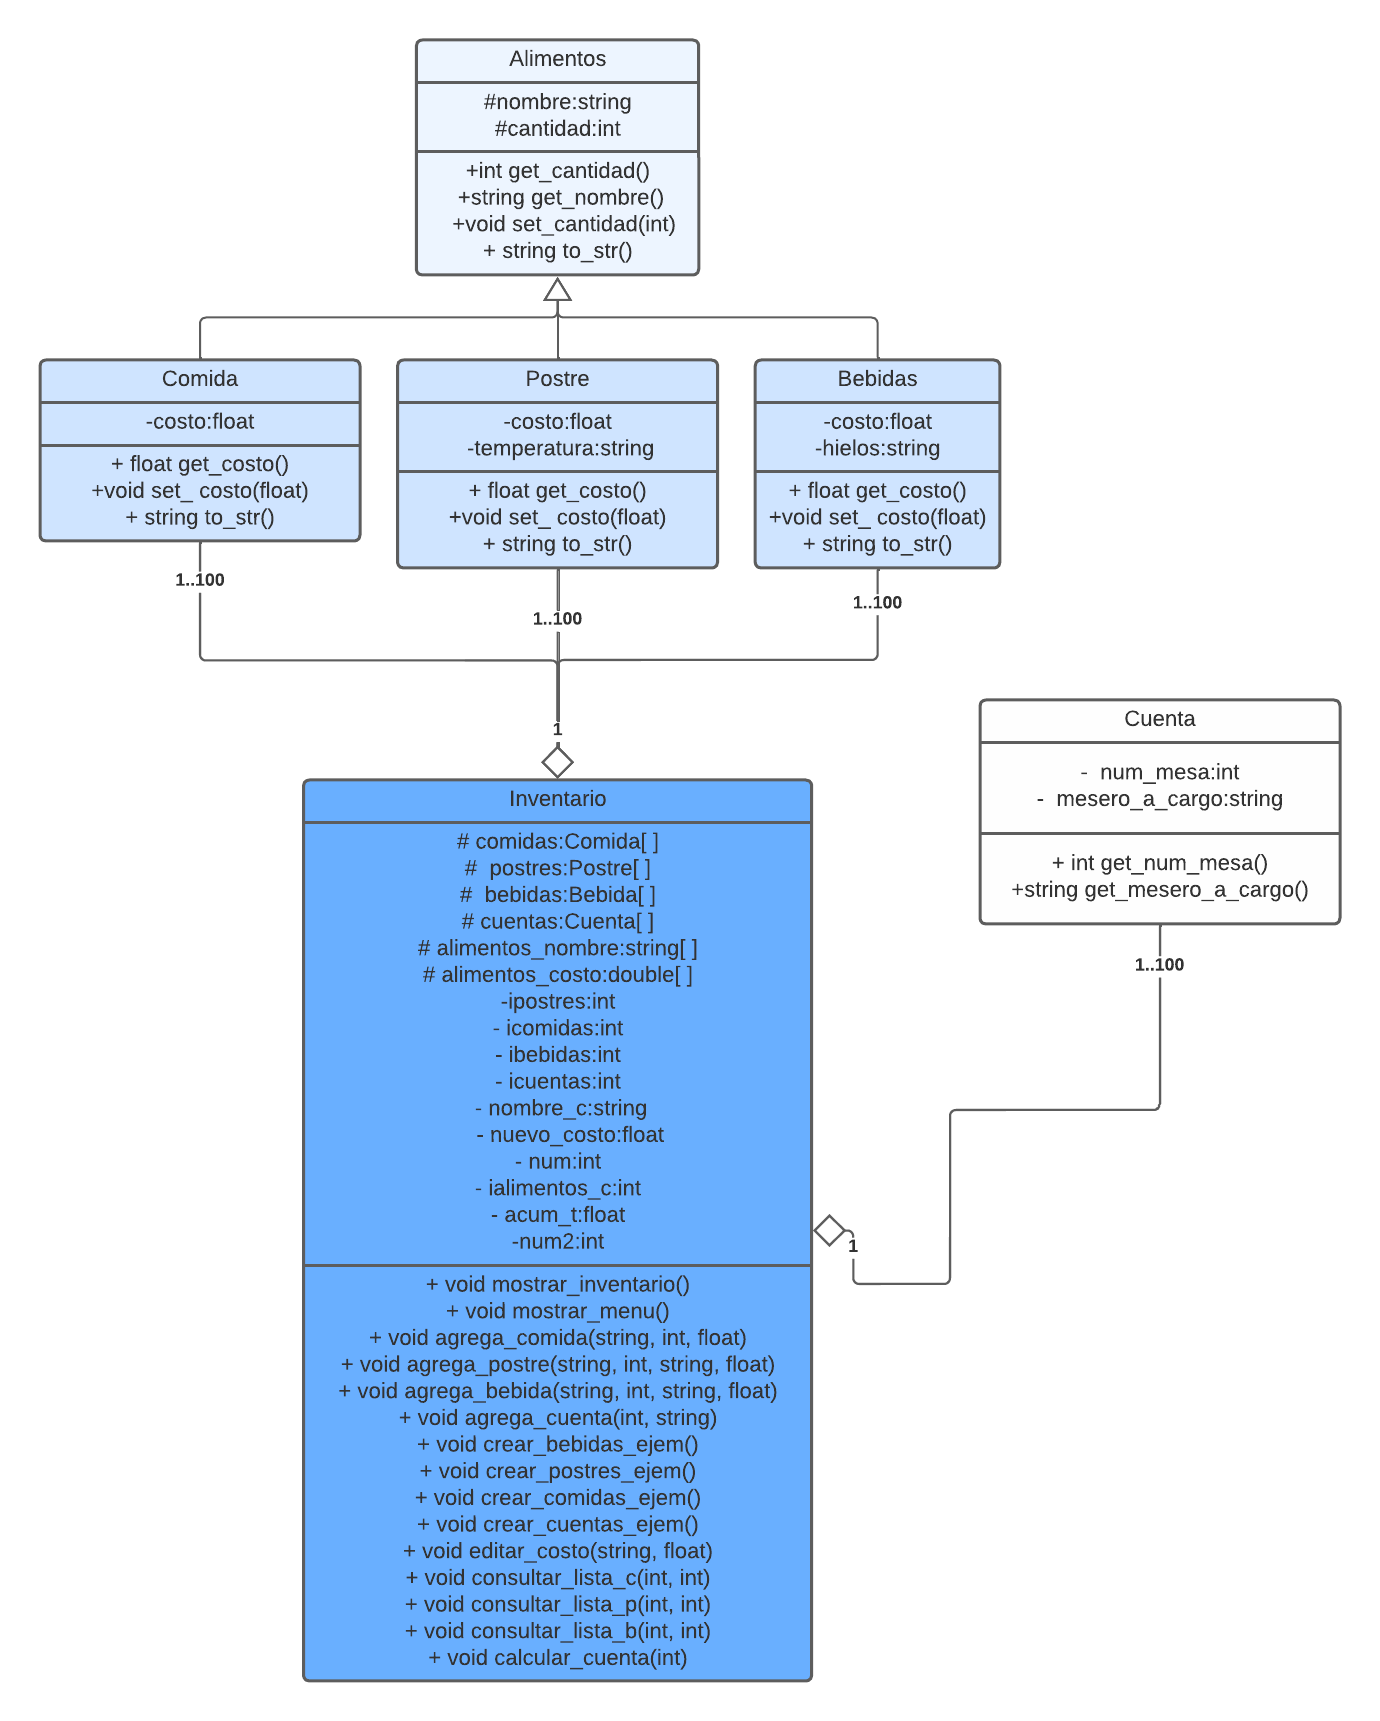 Alimentos
#nombre:string
#cantidad:int
+int get_cantidad()
+string get_nombre()
+void set_cantidad(int)
+ string to_str()
Comida
-costo:float
+ float get_costo()
+void set_ costo(float)
+ string to_str()
1..100
Postre
-costo:float
-temperatura:string
+ float get_costo()
+void set_ costo(float)
+ string to_str()
1..100
Bebidas
-costo:float
-hielos:string
+ float get_costo()
+void set_ costo(float)
+ string to_str()
1..100
1
Cuenta
- num_mesa:int
- mesero_a_cargo:string
+ int get_num_mesa()
+string get_mesero_a_cargo()
1..100
1
Inventario
# comidas:Comida[ ]
# postres:Postre[ ]
# bebidas:Bebida[ ]
# cuentas:Cuenta[ ]
# alimentos_nombre:string[ ]
# alimentos_costo:double[ ]
-ipostres:int
- icomidas:int
- ibebidas:int
- icuentas:int
- nombre_c:string
- nuevo_costo:float
- num:int
- ialimentos_c:int
- acum_t:float
-num2:int
+ void mostrar_inventario()
+ void mostrar_menu()
+ void agrega_comida(string, int, float)
+ void agrega_postre(string, int, string, float)
+ void agrega_bebida(string, int, string, float)
+ void agrega_cuenta(int, string)
+ void crear_bebidas_ejem()
+ void crear_postres_ejem()
+ void crear_comidas_ejem()
+ void crear_cuentas_ejem()
+ void editar_costo(string, float)
+ void consultar_lista_c(int, int)
+ void consultar_lista_p(int, int)
+ void consultar_lista_b(int, int)
+ void calcular_cuenta(int)